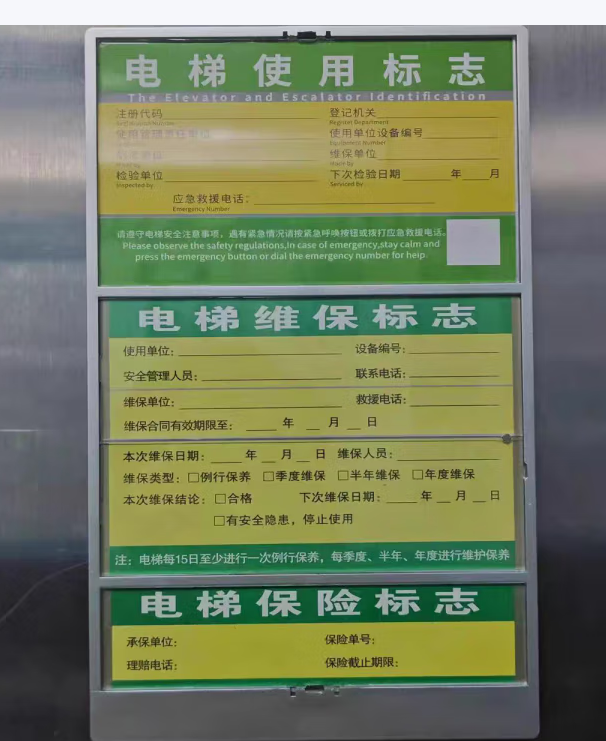 电梯使用标志
The Elevator and Escalator Identification
注册代码 登记机关
Register Department
使用管理责任单位 使用单位设备编号
Equipment Number
维保单位
检验单位 下次检验日期 年 月
Inspected by Serviced by
应急救援电话：
Emergency Number
请遵守电梯安全注意事项，遇有紧急情况请按紧急呼唤按钮或拨打应急救援电话。
Please observe the safety regulations,In case of emergency,stay calm and
press the emergency button or dial the emergency number for help.
电梯维保标志
使用单位： 设备编号：
安全管理人员： 联系电话：
维保单位： 救援电话：
维保合同有效期限至： 年 月 日
本次维保日期： 年 月 日 维保人员：
维保类型：□例行保养 □季度维保 □半年维保 □年度维保
本次维保结论：□合格 下次维保日期： 年 月 日
□有安全隐患，停止使用
注：电梯每15日至少进行一次例行保养，每季度、半年、年度进行维护保养
电梯保险标志
承保单位： 保险单号：
理赔电话： 保险截止期限：